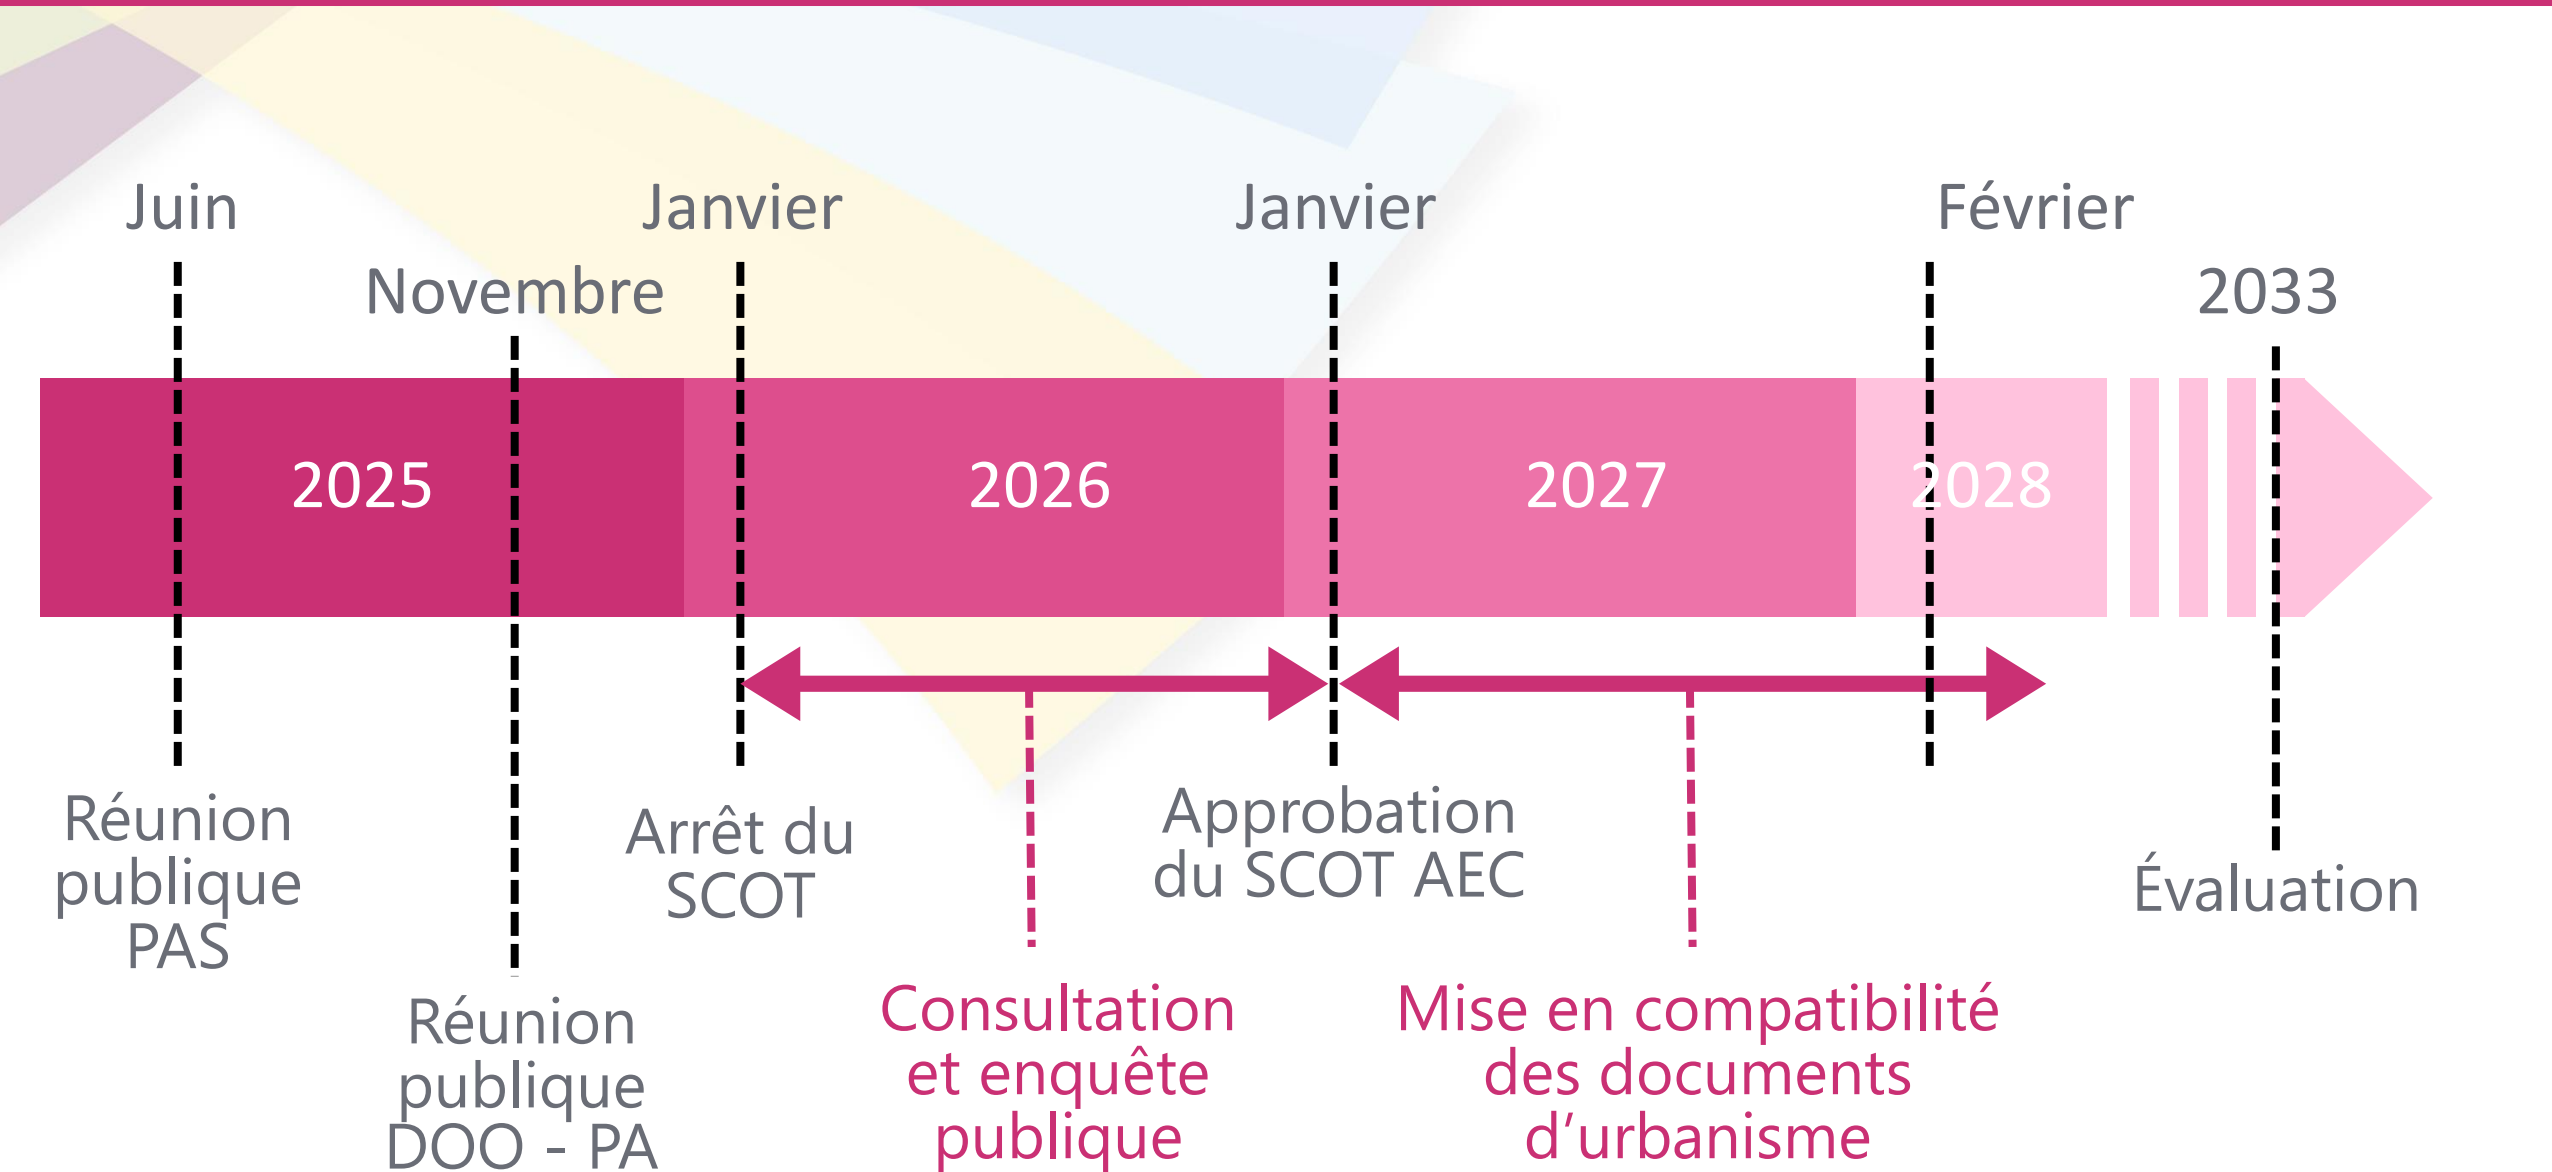 Juin
Janvier
Janvier
Février
Novembre
2033
2025
2026
2027
2028
Réunion
publique
PAS
Réunion
publique
DOO - PA
Arrêt du
SCOT
Consultation
et enquête
publique
Approbation
du SCOT AEC
Mise en compatibilité
des documents
d’urbanisme
Évaluation